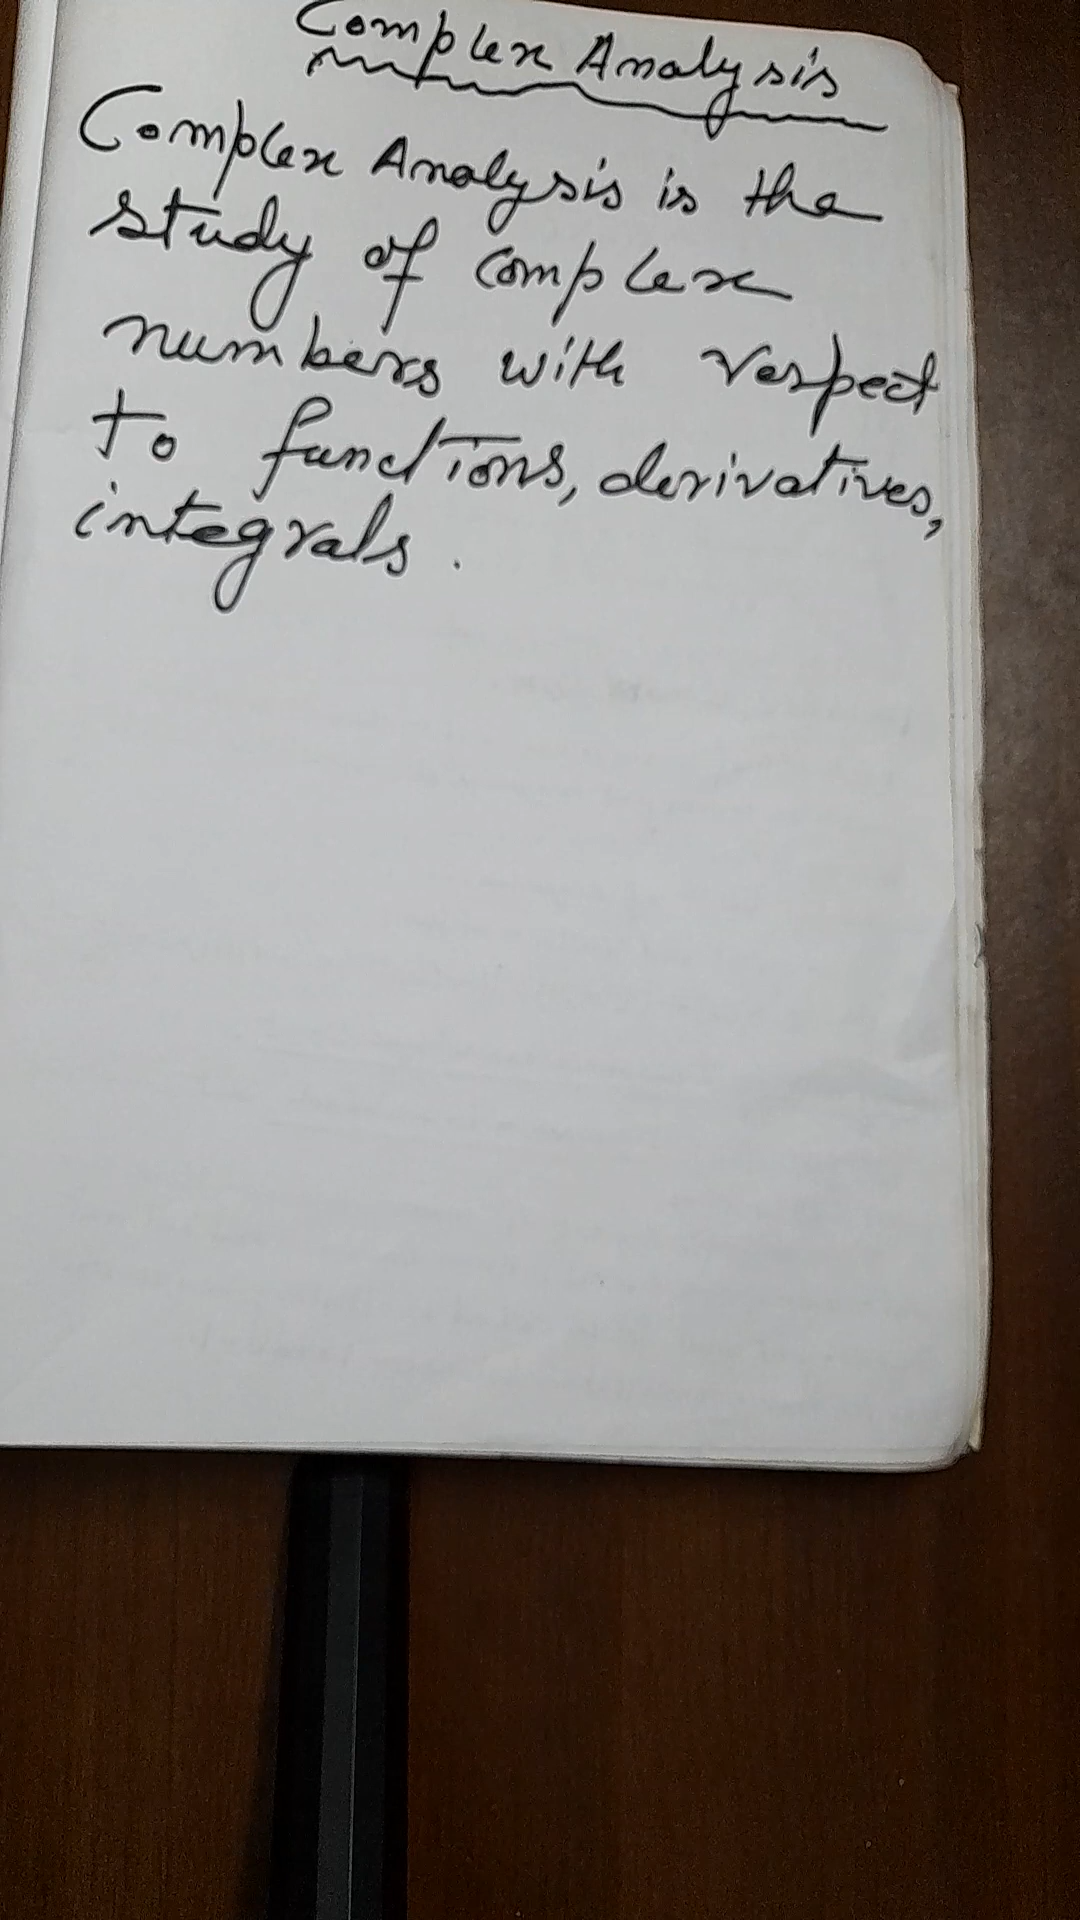 Complex Analysis
Complex Analysis is the
study of complex
numbers with respect
to functions, derivatives,
integrals.